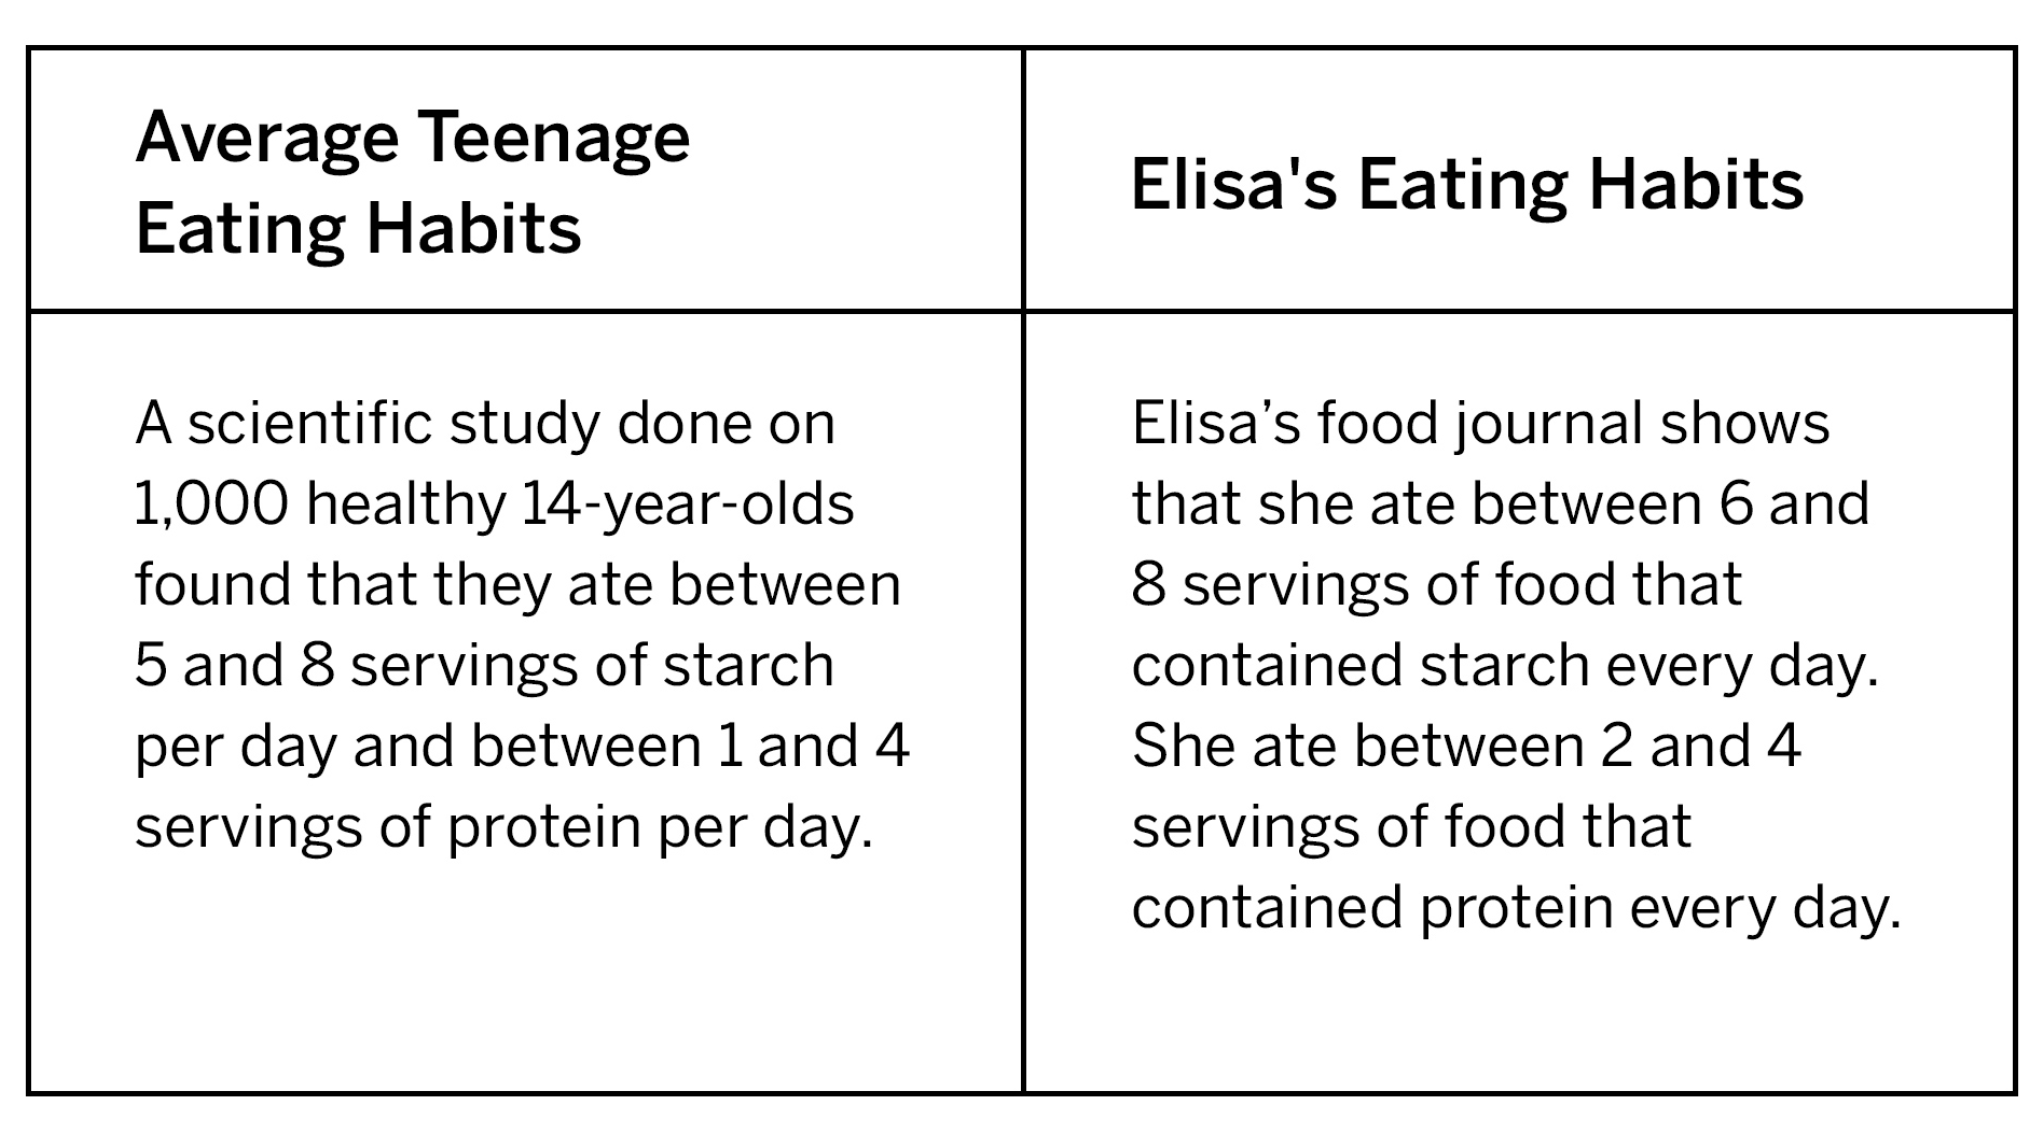 Average Teenage
Eating Habits
Elisa's Eating Habits
A scientific study done on
1,000 healthy 14-year-olds
found that they ate between
5 and 8 servings of starch
per day and between 1 and 4
servings of protein per day.
Elisa’s food journal shows
that she ate between 6 and
8 servings of food that
contained starch every day.
She ate between 2 and 4
servings of food that
contained protein every day.